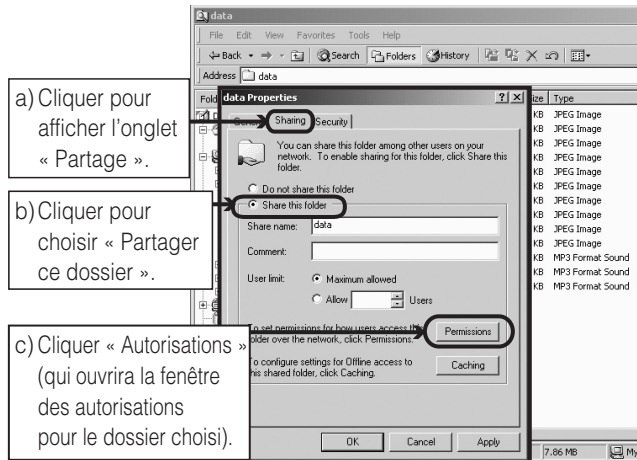 data
File Edit View Favorites Tools Help
Back Search Folders History
Address data
a) Cliquer pour
afficher l'onglet
« Partage ».
b) Cliquer pour
choisir « Partager
ce dossier ».
c) Cliquer « Autorisations »
(qui ouvrira la fenêtre
des autorisations
pour le dossier choisi).
data Properties
Sharing Security
You can share this folder among other users on your
network. To enable sharing for this folder, click Share this
folder.
Do not share this folder
Share this folder
Share name: data
Comment:
User limit: Maximum allowed
Allow Users
To set permissions for how users access this
folder over the network, click Permissions.
Permissions
To configure settings for Offline access to
this shared folder, click Caching.
Caching
OK Cancel Apply
Type
KB JPEG Image
KB JPEG Image
KB JPEG Image
KB JPEG Image
KB JPEG Image
KB JPEG Image
KB JPEG Image
KB JPEG Image
KB JPEG Image
KB JPEG Image
KB MP3 Format Sound
KB MP3 Format Sound
KB MP3 Format Sound
7.86 MB My